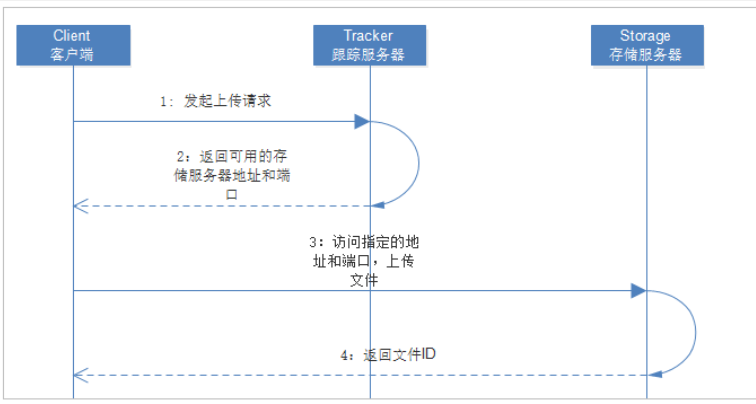 Client
客户端
Tracker
跟踪服务器
Storage
存储服务器
1: 发起上传请求
2: 返回可用的存
储服务器地址和端
口
3: 访问指定的地
址和端口，上传
文件
4: 返回文件ID